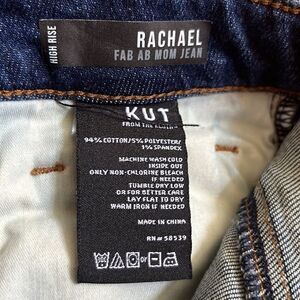 HIGH RISE
RACHAEL
FAB AB MOM JEAN
KUT
FROM THE KLOTH
94% COTTON/5% POLYESTER/
1% SPANDEX
MACHINE WASH COLD
INSIDE OUT
ONLY NON-CHLORINE BLEACH
IF NEEDED
TUMBLE DRY LOW
OR FOR BETTER CARE
LAY FLAT TO DRY
WARM IRON IF NEEDED
MADE IN CHINA
RN# 58539
or